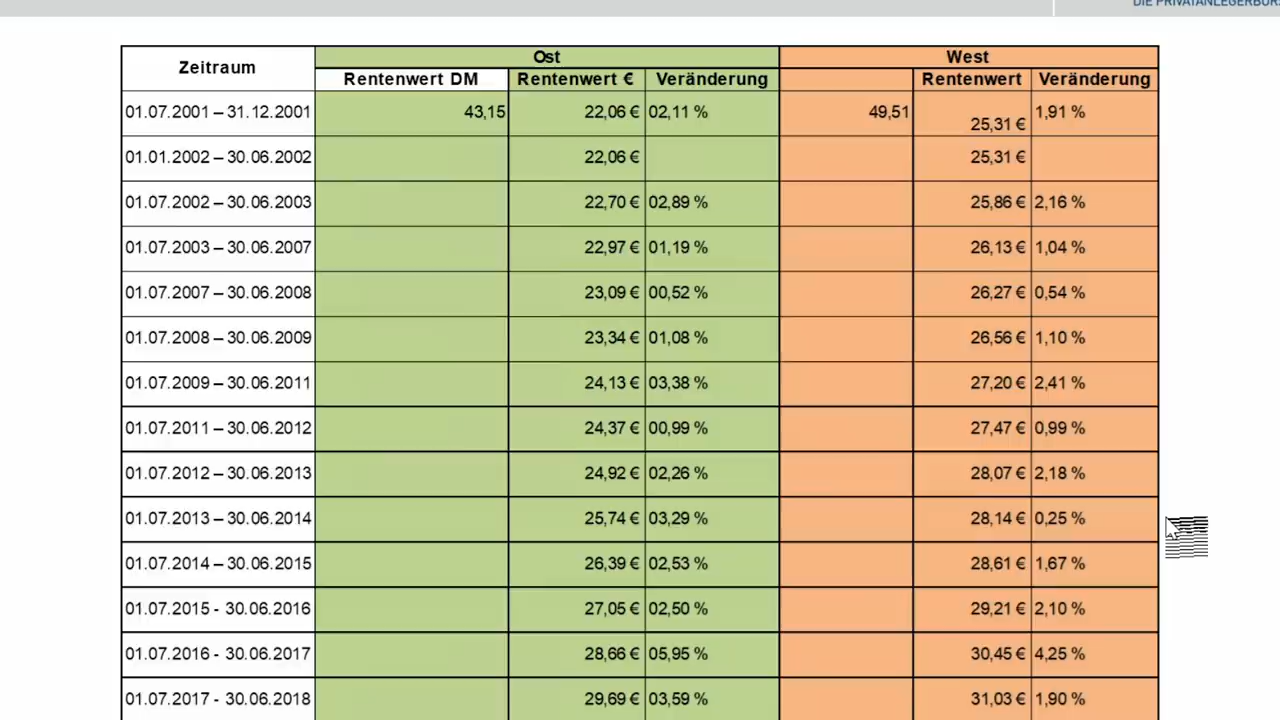 DIE PRIVATANLEGERBÖRS
Zeitraum Ost West
Rentenwert DM Rentenwert € Veränderung Rentenwert Veränderung
01.07.2001 – 31.12.2001 43,15 22,06 € 02,11 % 49,51 25,31 € 1,91 %
01.01.2002 – 30.06.2002 22,06 € 25,31 €
01.07.2002 – 30.06.2003 22,70 € 02,89 % 25,86 € 2,16 %
01.07.2003 – 30.06.2007 22,97 € 01,19 % 26,13 € 1,04 %
01.07.2007 – 30.06.2008 23,09 € 00,52 % 26,27 € 0,54 %
01.07.2008 – 30.06.2009 23,34 € 01,08 % 26,56 € 1,10 %
01.07.2009 – 30.06.2011 24,13 € 03,38 % 27,20 € 2,41 %
01.07.2011 – 30.06.2012 24,37 € 00,99 % 27,47 € 0,99 %
01.07.2012 – 30.06.2013 24,92 € 02,26 % 28,07 € 2,18 %
01.07.2013 – 30.06.2014 25,74 € 03,29 % 28,14 € 0,25 %
01.07.2014 – 30.06.2015 26,39 € 02,53 % 28,61 € 1,67 %
01.07.2015 - 30.06.2016 27,05 € 02,50 % 29,21 € 2,10 %
01.07.2016 - 30.06.2017 28,66 € 05,95 % 30,45 € 4,25 %
01.07.2017 - 30.06.2018 29,69 € 03,59 % 31,03 € 1,90 %